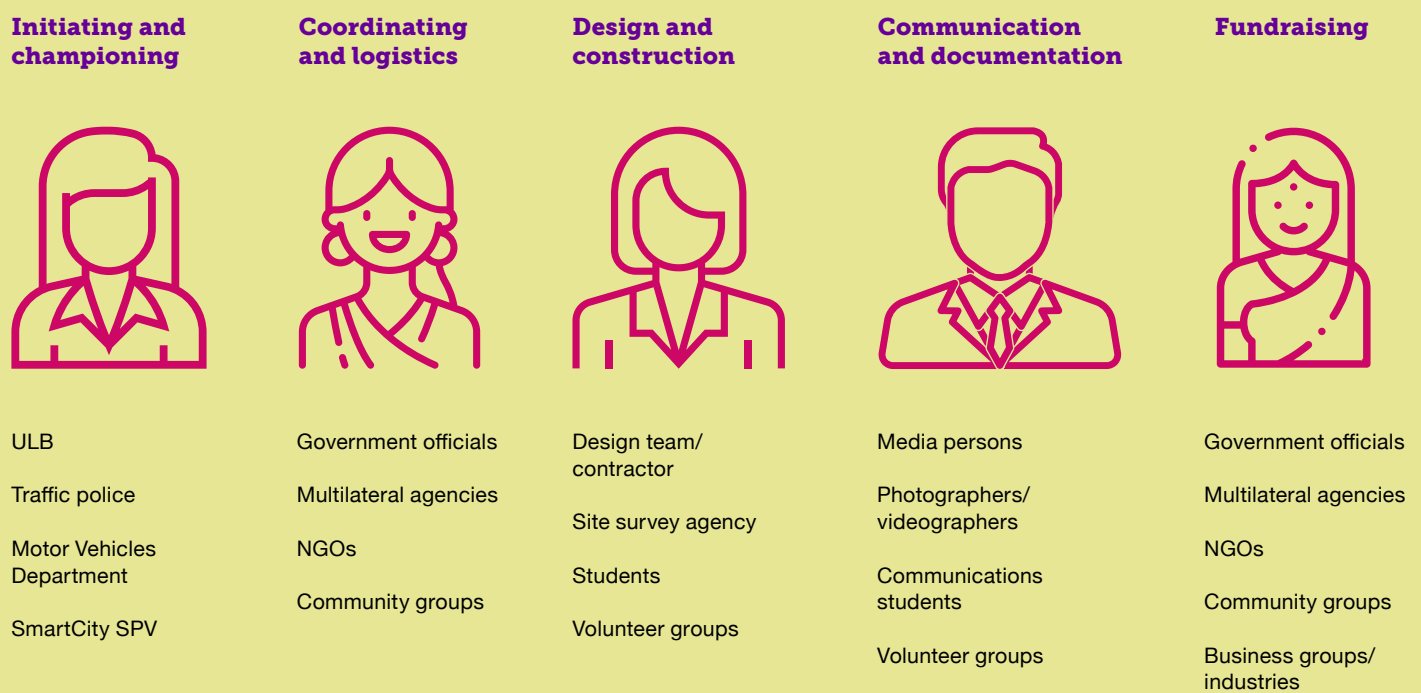 Initiating and
championing
ULB
Traffic police
Motor Vehicles
Department
SmartCity SPV
Coordinating
and logistics
Government officials
Multilateral agencies
NGOs
Community groups
Design and
construction
Design team/
contractor
Site survey agency
Students
Volunteer groups
Communication
and documentation
Media persons
Photographers/
videographers
Communications
students
Volunteer groups
Fundraising
Government officials
Multilateral agencies
NGOs
Community groups
Business groups/
industries